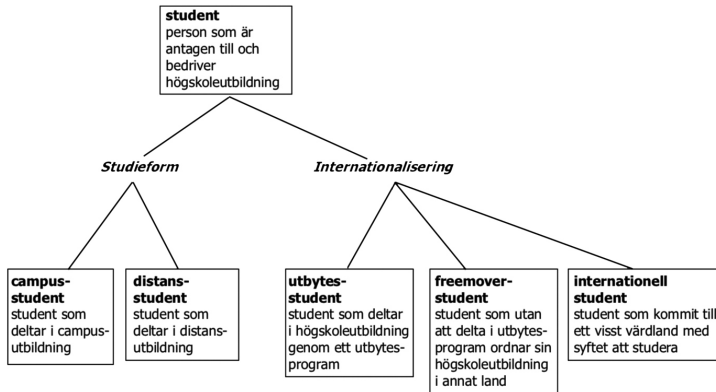 student
person som är
antagen till och
bedriver
högskoleutbildning
Studieform
Internationalisering
campus-
student
student som
deltar i campus-
utbildning
distans-
student
student som
deltar i distans-
utbildning
utbytes-
student
student som deltar
i högskoleutbildning
genom ett utbytes-
program
freemover-
student
student som utan
att delta i utbytes-
program ordnar sin
högskoleutbildning
i annat land
internationell
student
student som kommit till
ett visst värdland med
syftet att studera